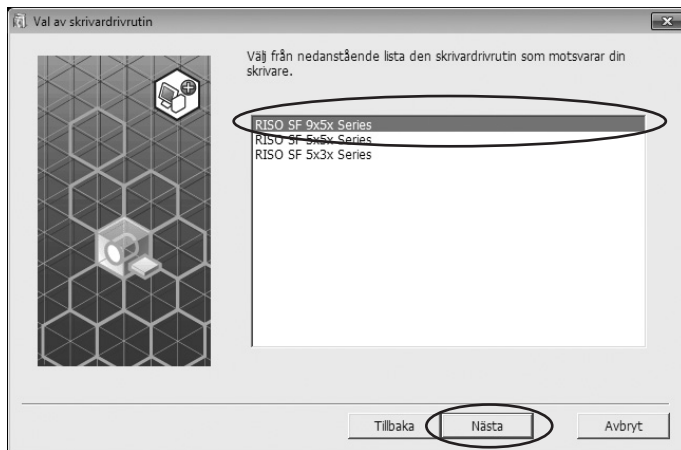 Val av skrivardrivrutin
Välj från nedanstående lista den skrivardrivrutin som motsvarar din
skrivare.
RISO SF 9x5x Series
RISO SF 5x5x Series
RISO SF 5x3x Series
Tillbaka
Nästa
Avbryt